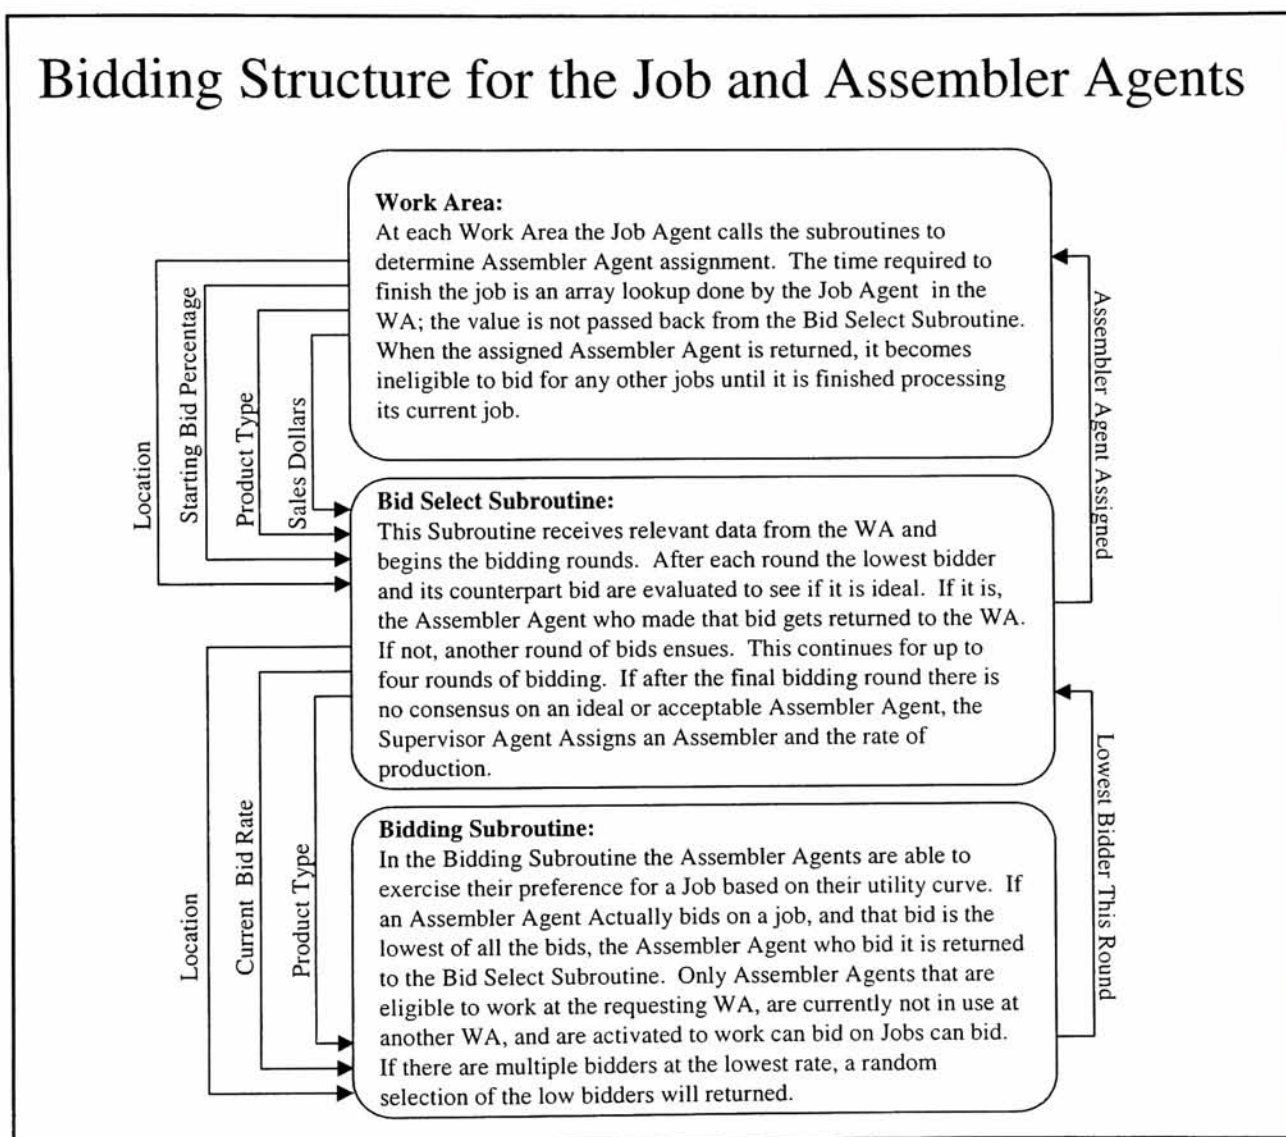 Bidding Structure for the Job and Assembler Agents
Work Area:
At each Work Area the Job Agent calls the subroutines to
determine Assembler Agent assignment. The time required to
finish the job is an array lookup done by the Job Agent in the
WA; the value is not passed back from the Bid Select Subroutine.
When the assigned Assembler Agent is returned, it becomes
ineligible to bid for any other jobs until it is finished processing
its current job.
Location
Starting Bid Percentage
Product Type
Sales Dollars
Assembler Agent Assigned
Bid Select Subroutine:
This Subroutine receives relevant data from the WA and
begins the bidding rounds. After each round the lowest bidder
and its counterpart bid are evaluated to see if it is ideal. If it is,
the Assembler Agent who made that bid gets returned to the WA.
If not, another round of bids ensues. This continues for up to
four rounds of bidding. If after the final bidding round there is
no consensus on an ideal or acceptable Assembler Agent, the
Supervisor Agent Assigns an Assembler and the rate of
production.
Location
Current Bid Rate
Product Type
Lowest Bidder This Round
Bidding Subroutine:
In the Bidding Subroutine the Assembler Agents are able to
exercise their preference for a Job based on their utility curve. If
an Assembler Agent Actually bids on a job, and that bid is the
lowest of all the bids, the Assembler Agent who bid it is returned
to the Bid Select Subroutine. Only Assembler Agents that are
eligible to work at the requesting WA, are currently not in use at
another WA, and are activated to work can bid on Jobs can bid.
If there are multiple bidders at the lowest rate, a random
selection of the low bidders will returned.